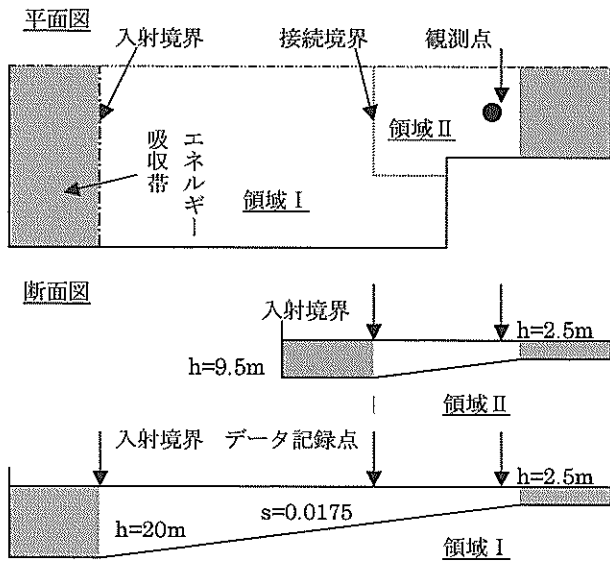 平面図
入射境界
接続境界
観測点
領域Ⅱ
エネルギー
吸収帯
領域Ⅰ
断面図
入射境界
h=2.5m
h=9.5m
領域Ⅱ
入射境界
データ記録点
h=2.5m
s=0.0175
h=20m
領域Ⅰ